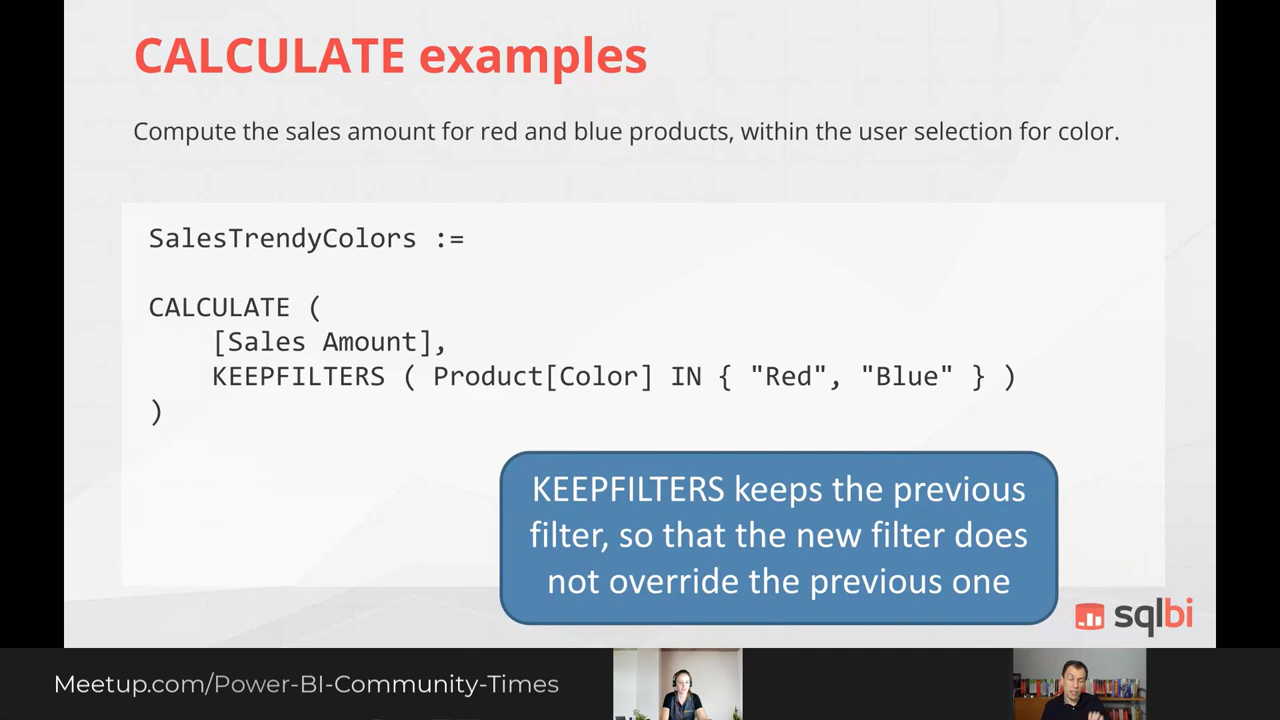 CALCULATE examples
Compute the sales amount for red and blue products, within the user selection for color.
SalesTrendyColors :=
CALCULATE (
[Sales Amount],
KEEPFILTERS ( Product[Color] IN { "Red", "Blue" } )
)
KEEPFILTERS keeps the previous
filter, so that the new filter does
not override the previous one
sqlbi
Meetup.com/Power-BI-Community-Times